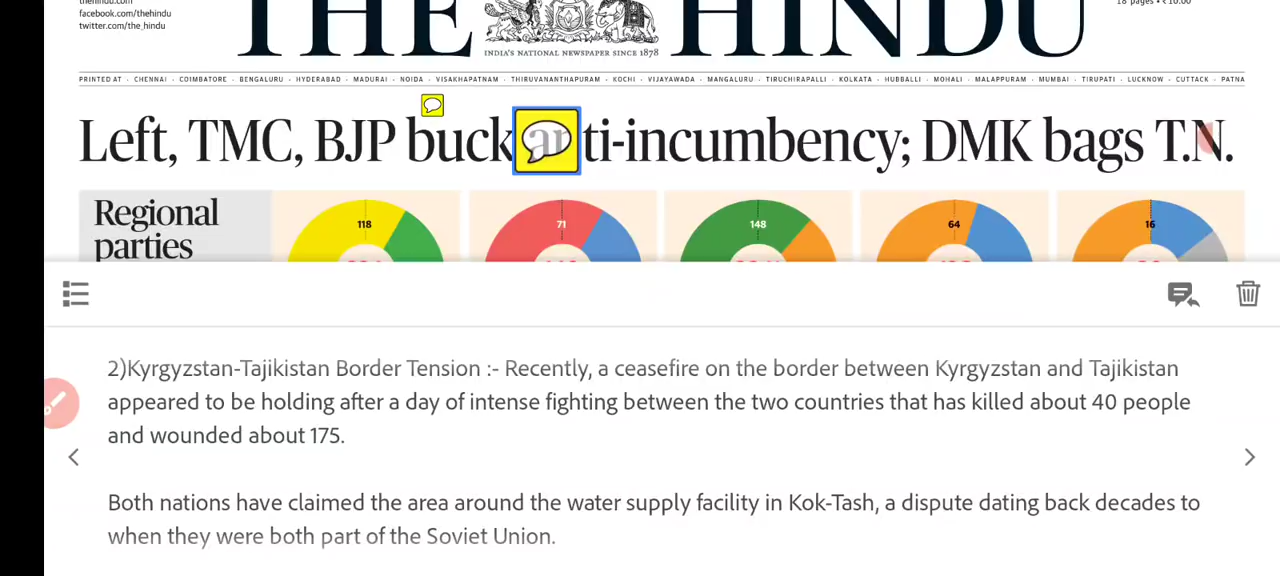 thehindu.com
facebook.com/thehindu
twitter.com/the_hindu
THE HINDU
18 pages • ₹10.00
INDIA'S NATIONAL NEWSPAPER SINCE 1878
PRINTED AT • CHENNAI • COIMBATORE • BENGALURU • HYDERABAD • MADURAI • NOIDA • VISAKHAPATNAM • THIRUVANANTHAPURAM • KOCHI • VIJAYAWADA • MANGALURU • TIRUCHIRAPALLI • KOLKATA • HUBBALLI • MOHALI • MALAPPURAM • MUMBAI • TIRUPATI • LUCKNOW • CUTTACK • PATNA
Left, TMC, BJP buck anti-incumbency; DMK bags T.N.
Regional
parties
118
71
148
64
16
2)Kyrgyzstan-Tajikistan Border Tension :- Recently, a ceasefire on the border between Kyrgyzstan and Tajikistan
appeared to be holding after a day of intense fighting between the two countries that has killed about 40 people
and wounded about 175.
Both nations have claimed the area around the water supply facility in Kok-Tash, a dispute dating back decades to
when they were both part of the Soviet Union.